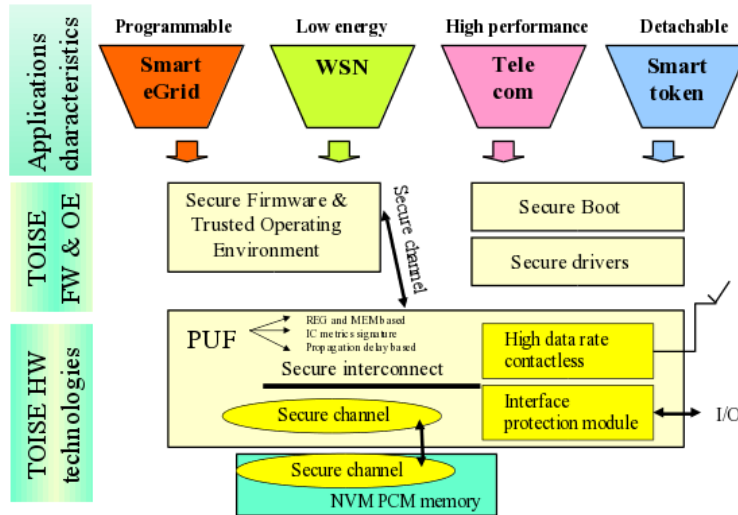 Programmable
Low energy
High performance
Detachable
Smart
eGrid
WSN
Tele
com
Smart
token
Applications
characteristics
TOISE
FW & OE
Secure Firmware &
Trusted Operating
Environment
Secure channel
Secure Boot
Secure drivers
TOISE HW
technologies
PUF
REG and MEM based
IC metrics signature
Propagation delay based
High data rate
contactless
Secure interconnect
Secure channel
Interface
protection module
I/O
Secure channel
NVM PCM memory